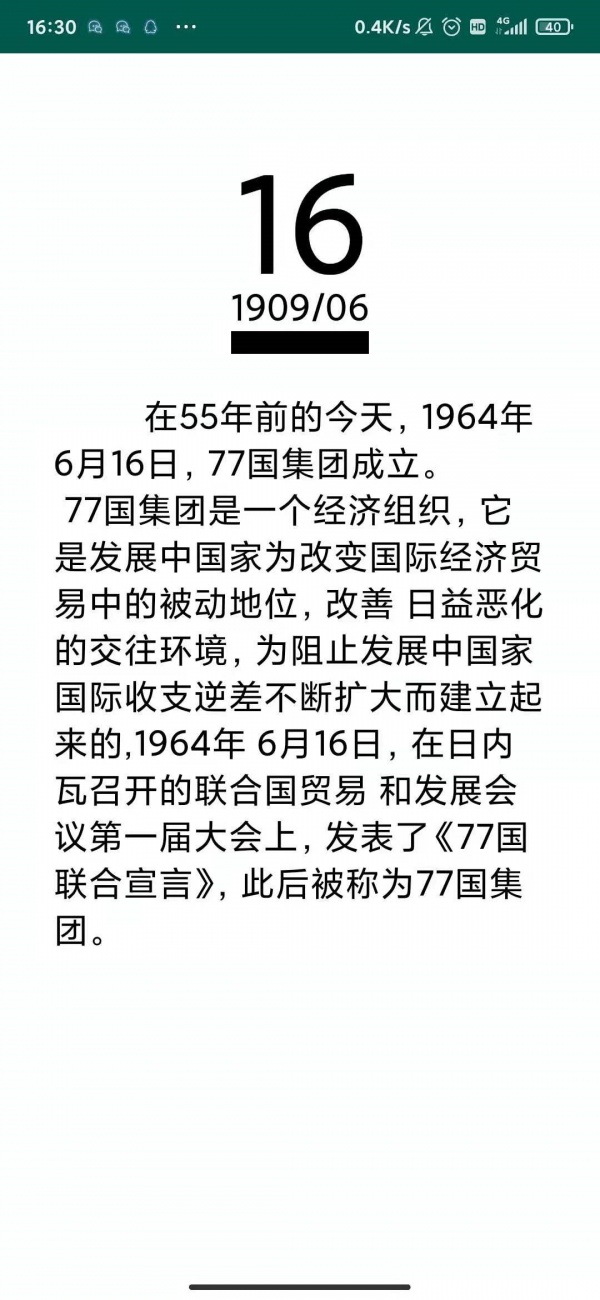 16:30 ... 0.4K/s HD 4G 40
16
1909/06
在55年前的今天，1964年
6月16日，77国集团成立。
77国集团是一个经济组织，它
是发展中国家为改变国际经济贸
易中的被动地位，改善 日益恶化
的交往环境，为阻止发展中国家
国际收支逆差不断扩大而建立起
来的,1964年 6月16日，在日内
瓦召开的联合国贸易 和发展会
议第一届大会上，发表了《77国
联合宣言》，此后被称为77国集
团。